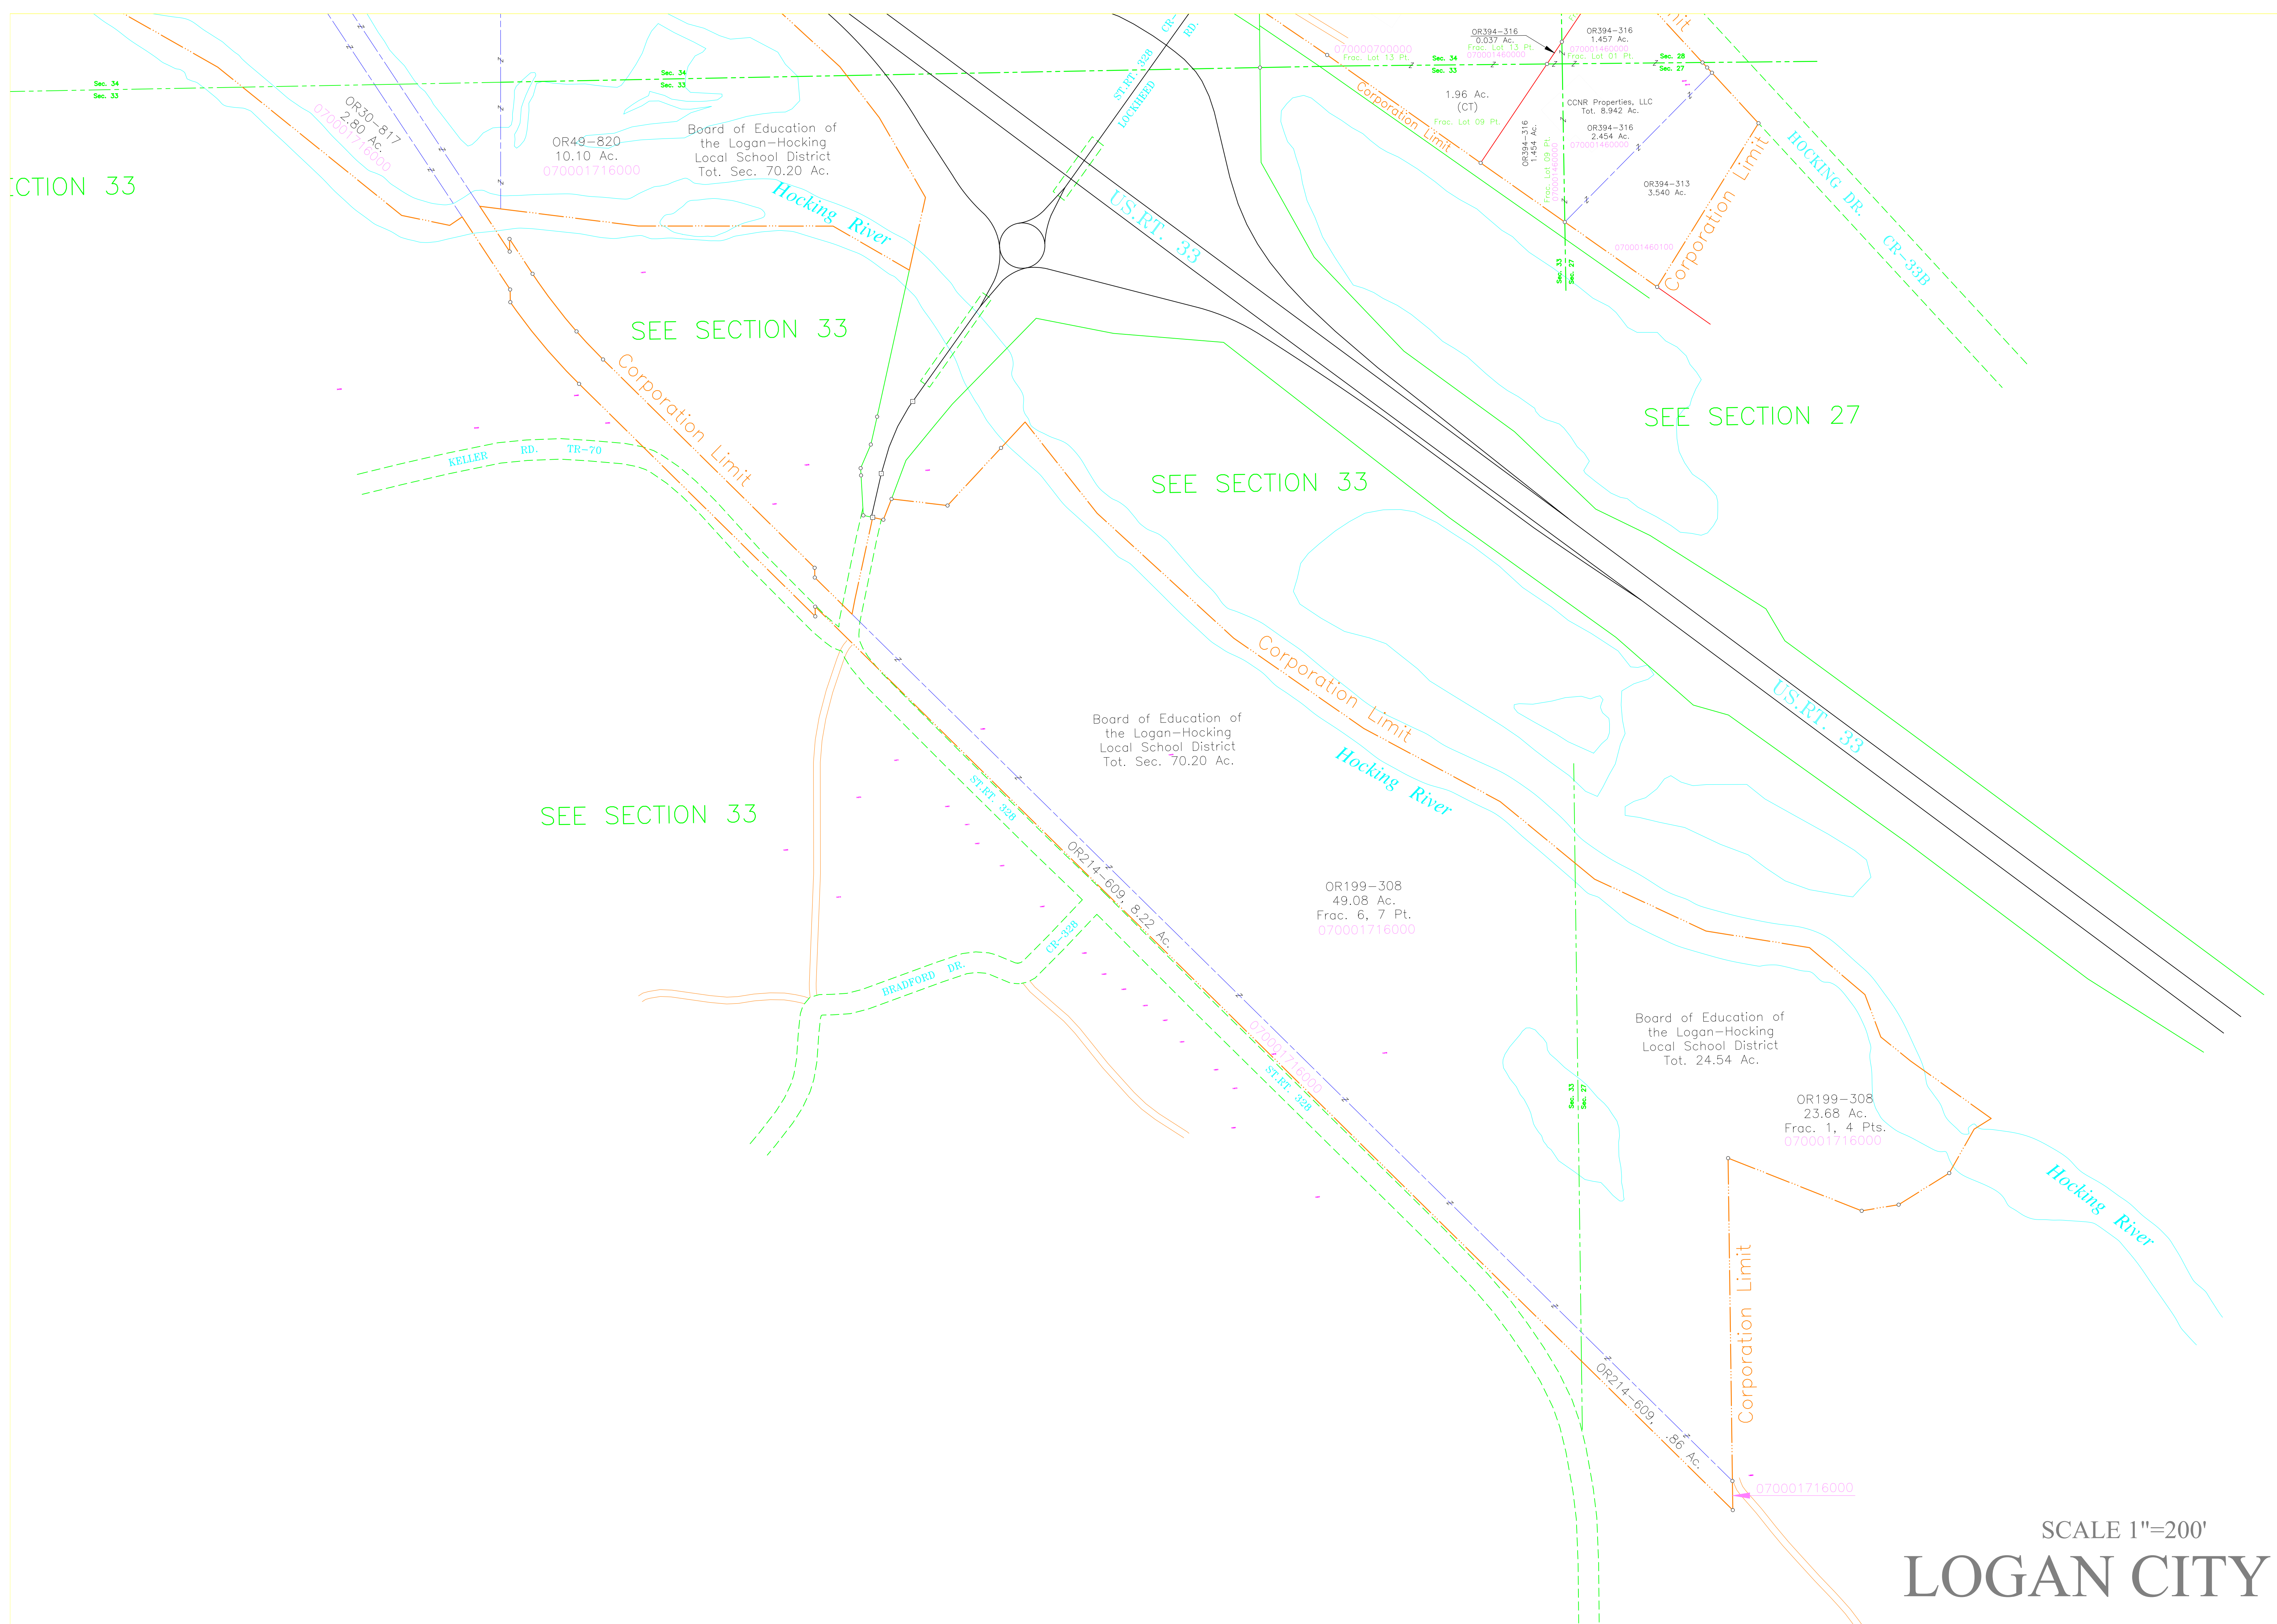 Sec. 34
Sec. 33
Sec. 34
Sec. 33
Sec. 34
Sec. 33
Sec. 28
Sec. 27
OR30-817
2.80 Ac.
070001716000
OR49-820
10.10 Ac.
070001716000
Board of Education of
the Logan-Hocking
Local School District
Tot. Sec. 70.20 Ac.
ECTION 33
Hocking River
ST.RT. 328 CR-
LOCKHEED RD.
US.RT. 33
070000700000
Frac. Lot 13 Pt.
OR394-316
0.037 Ac.
Frac. Lot 13 Pt.
070001460000
OR394-316
1.457 Ac.
070001460000
Frac. Lot 01 Pt.
Corporation Limit
1.96 Ac.
(CT)
Frac. Lot 09 Pt.
OR394-316
1.454 Ac.
Frac. Lot 09 Pt.
070001460000
CCNR Properties, LLC
Tot. 8.942 Ac.
OR394-316
2.454 Ac.
070001460000
OR394-313
3.540 Ac.
070001460100
Corporation Limit
HOCKING DR. CR-33B
Sec. 33
Sec. 27
SEE SECTION 33
Corporation Limit
KELLER RD. TR-70
SEE SECTION 33
SEE SECTION 27
Corporation Limit
US.RT. 33
Board of Education of
the Logan-Hocking
Local School District
Tot. Sec. 70.20 Ac.
Hocking River
SEE SECTION 33
ST.RT. 328
OR214-609, 8.22 Ac.
OR199-308
49.08 Ac.
Frac. 6, 7 Pt.
070001716000
CR-328
BRADFORD DR.
070001716000
ST.RT. 328
Board of Education of
the Logan-Hocking
Local School District
Tot. 24.54 Ac.
Sec. 33
Sec. 27
OR199-308
23.68 Ac.
Frac. 1, 4 Pts.
070001716000
Hocking River
Corporation Limit
OR214-609, .86 Ac.
070001716000
SCALE 1"=200'
LOGAN CITY